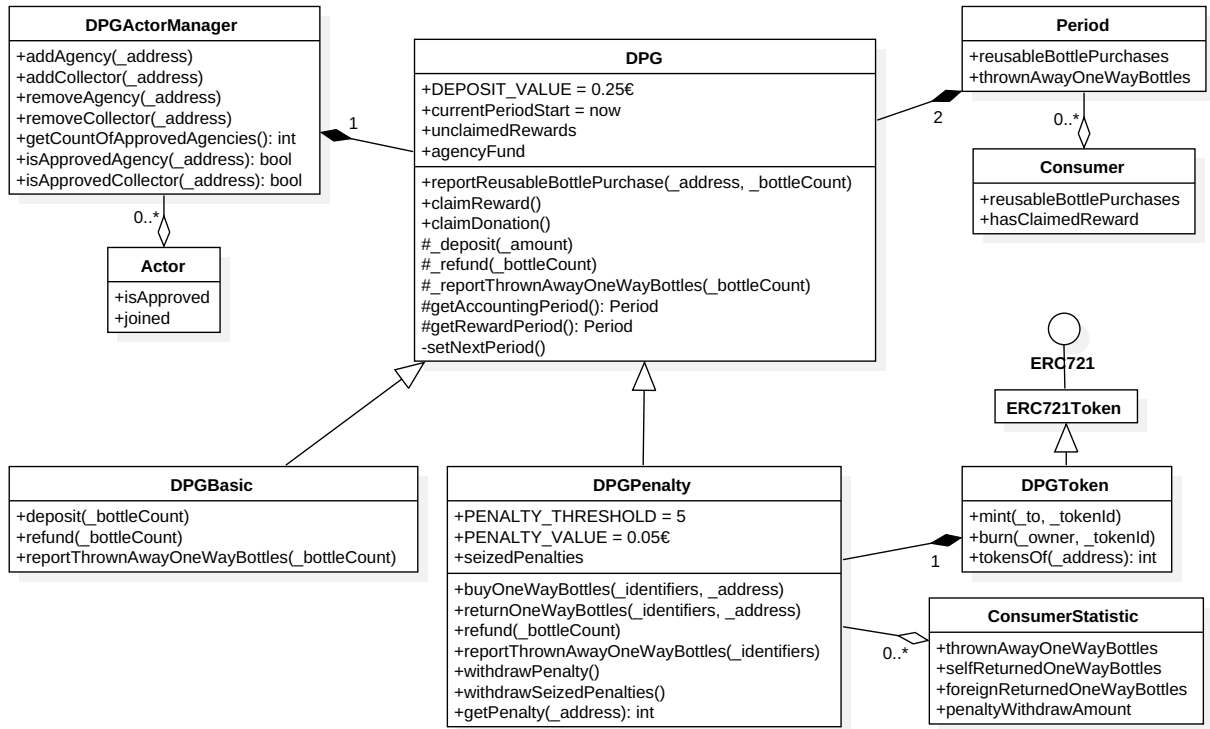 DPGActorManager
+addAgency(_address)
+addCollector(_address)
+removeAgency(_address)
+removeCollector(_address)
+getCountOfApprovedAgencies(): int
+isApprovedAgency(_address): bool
+isApprovedCollector(_address): bool
1
0..*
Actor
+isApproved
+joined
DPG
+DEPOSIT_VALUE = 0.25€
+currentPeriodStart = now
+unclaimedRewards
+agencyFund
+reportReusableBottlePurchase(_address, _bottleCount)
+claimReward()
+claimDonation()
#_deposit(_amount)
#_refund(_bottleCount)
#_reportThrownAwayOneWayBottles(_bottleCount)
#getAccountingPeriod(): Period
#getRewardPeriod(): Period
-setNextPeriod()
Period
+reusableBottlePurchases
+thrownAwayOneWayBottles
2
0..*
Consumer
+reusableBottlePurchases
+hasClaimedReward
ERC721
ERC721Token
DPGBasic
+deposit(_bottleCount)
+refund(_bottleCount)
+reportThrownAwayOneWayBottles(_bottleCount)
DPGPenalty
+PENALTY_THRESHOLD = 5
+PENALTY_VALUE = 0.05€
+seizedPenalties
+buyOneWayBottles(_identifiers, _address)
+returnOneWayBottles(_identifiers, _address)
+refund(_bottleCount)
+reportThrownAwayOneWayBottles(_identifiers)
+withdrawPenalty()
+withdrawSeizedPenalties()
+getPenalty(_address): int
DPGToken
+mint(_to, _tokenId)
+burn(_owner, _tokenId)
+tokensOf(_address): int
1
0..*
ConsumerStatistic
+thrownAwayOneWayBottles
+selfReturnedOneWayBottles
+foreignReturnedOneWayBottles
+penaltyWithdrawAmount